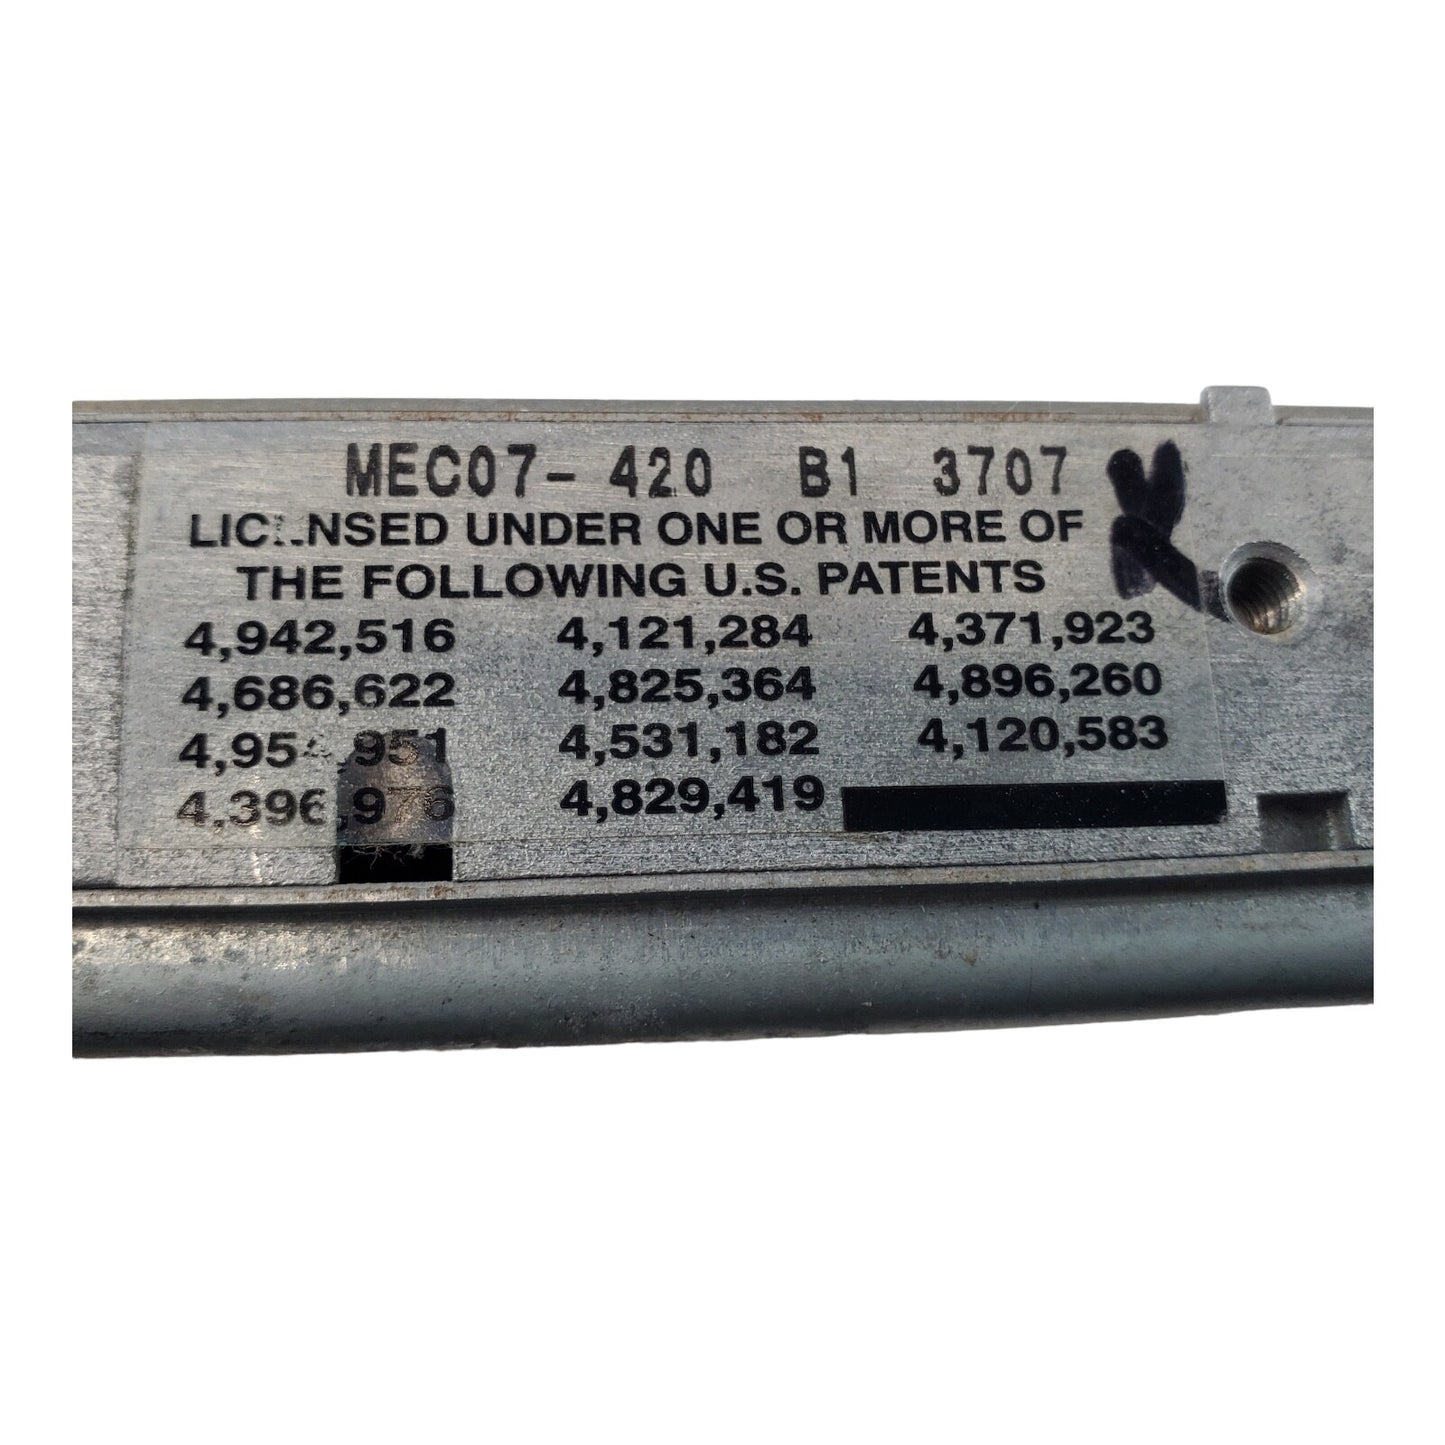 MEC07-420 B1 3707
LICENSED UNDER ONE OR MORE OF
THE FOLLOWING U.S. PATENTS
4,942,516 4,121,284 4,371,923
4,686,622 4,825,364 4,896,260
4,954,951 4,531,182 4,120,583
4,396,976 4,829,419